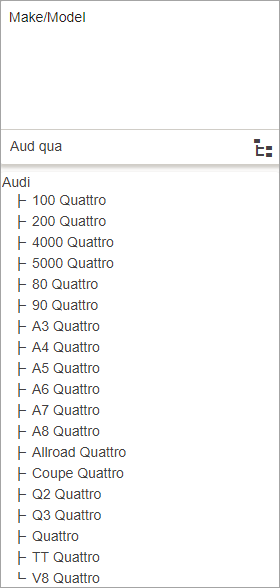 Make/Model
Aud qua
Audi
100 Quattro
200 Quattro
4000 Quattro
5000 Quattro
80 Quattro
90 Quattro
A3 Quattro
A4 Quattro
A5 Quattro
A6 Quattro
A7 Quattro
A8 Quattro
Allroad Quattro
Coupe Quattro
Q2 Quattro
Q3 Quattro
Quattro
TT Quattro
V8 Quattro